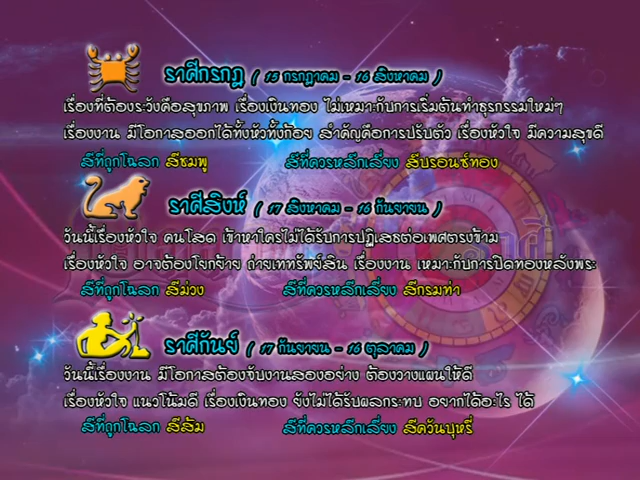 ราศีกรกฎ ( 15 กรกฎาคม - 16 สิงหาคม )
เรื่องที่ต้องระวังคือสุขภาพ เรื่องเงินทอง ไม่เหมาะกับการเริ่มต้นทำธุรกรรมใหม่ๆ
เรื่องงาน มีโอกาสออกได้ทั้งหัวทั้งก้อย สำคัญคือการปรับตัว เรื่องหัวใจ มีความสุขดี
สีที่ถูกโฉลก สีชมพู สีที่ควรหลีกเลี่ยง สีบรอนซ์ทอง
ราศีสิงห์ ( 17 สิงหาคม - 16 กันยายน )
วันนี้เรื่องหัวใจ คนโสด เข้าหาใครไม่ได้รับการปฏิเสธต่อเพศตรงข้าม
เรื่องหัวใจ อาจต้องโยกย้าย ถ่ายเททรัพย์สิน เรื่องงาน เหมาะกับการปิดทองหลังพระ
สีที่ถูกโฉลก สีม่วง สีที่ควรหลีกเลี่ยง สีกรมท่า
ราศีกันย์ ( 17 กันยายน - 16 ตุลาคม )
วันนี้เรื่องงาน มีโอกาสต้องจับงานสองอย่าง ต้องวางแผนให้ดี
เรื่องหัวใจ แนวโน้มดี เรื่องเงินทอง ยังไม่ได้รับผลกระทบ อยากได้อะไร ได้
สีที่ถูกโฉลก สีส้ม สีที่ควรหลีกเลี่ยง สีควันบุหรี่